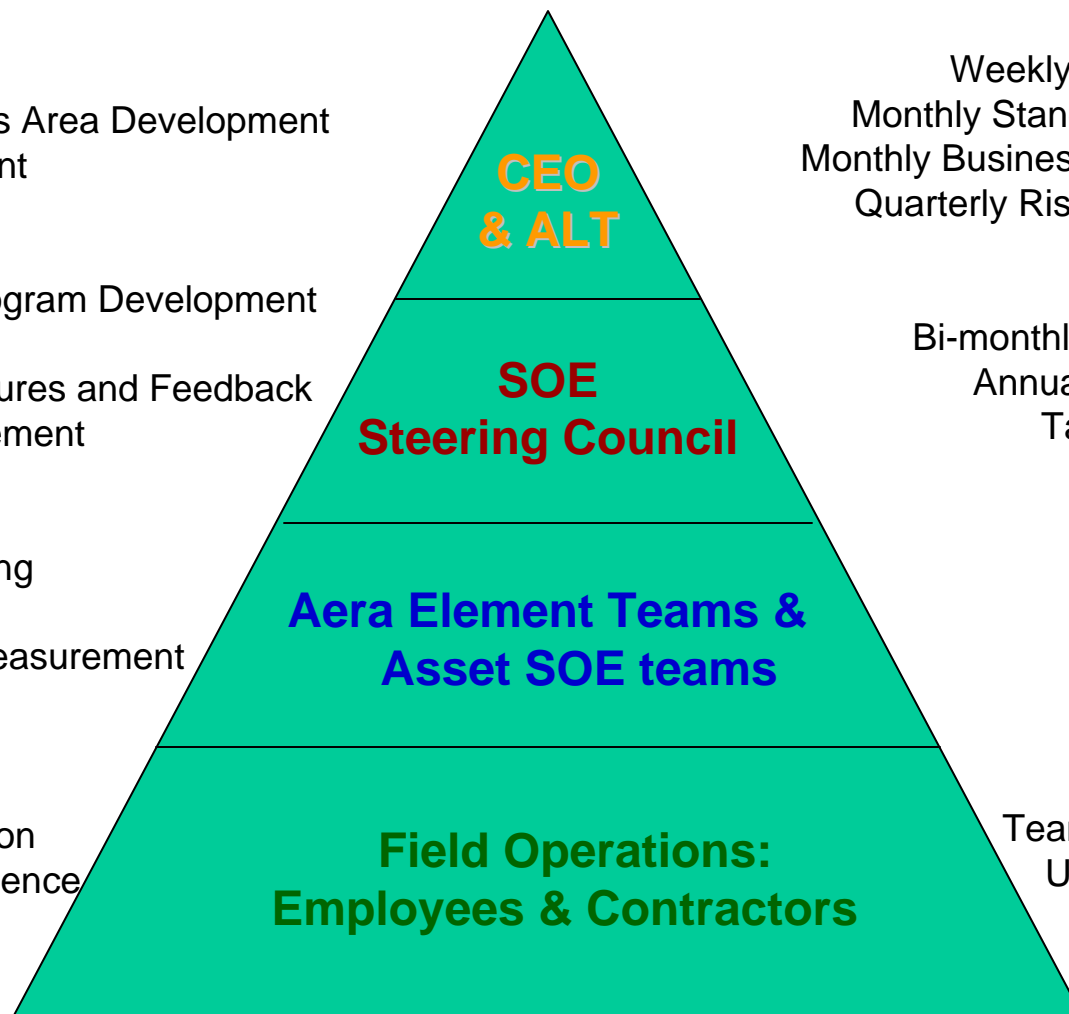 s Area Development
nt
CEO
& ALT
Weekly
Monthly Stan
Monthly Busines
Quarterly Ris
ogram Development
ures and Feedback
ement
SOE
Steering Council
Bi-monthl
Annua
Ta
ng
easurement
Aera Element Teams &
Asset SOE teams
on
ence
Field Operations:
Employees & Contractors
Tea
U